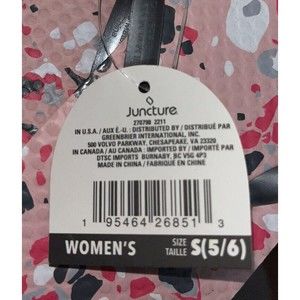 Juncture
270798 2211
IN U.S.A. / AUX É.-U. : DISTRIBUTED BY / DISTRIBUÉ PAR
GREENBRIER INTERNATIONAL, INC.
500 VOLVO PARKWAY, CHESAPEAKE, VA 23320
IN CANADA / AU CANADA : IMPORTED BY / IMPORTÉ PAR
DTSC IMPORTS BURNABY, BC V5G 4P3
MADE IN CHINA / FABRIQUÉ EN CHINE
1 95464 26851 3
WOMEN'S SIZE TAILLE S(5/6)